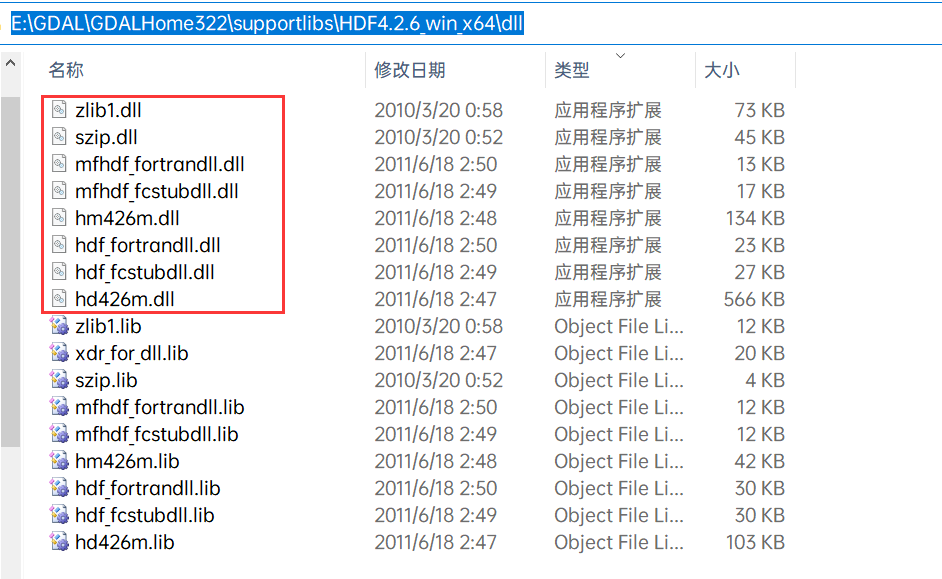 E:\GDAL\GDALHome322\supportlibs\HDF4.2.6_win_x64\dll
名称 修改日期 类型 大小
zlib1.dll 2010/3/20 0:58 应用程序扩展 73 KB
szip.dll 2010/3/20 0:52 应用程序扩展 45 KB
mfhdf_fortrandll.dll 2011/6/18 2:50 应用程序扩展 13 KB
mfhdf_fcstubdll.dll 2011/6/18 2:49 应用程序扩展 17 KB
hm426m.dll 2011/6/18 2:48 应用程序扩展 134 KB
hdf_fortrandll.dll 2011/6/18 2:50 应用程序扩展 23 KB
hdf_fcstubdll.dll 2011/6/18 2:49 应用程序扩展 27 KB
hd426m.dll 2011/6/18 2:47 应用程序扩展 566 KB
zlib1.lib 2010/3/20 0:58 Object File Li... 12 KB
xdr_for_dll.lib 2011/6/18 2:47 Object File Li... 20 KB
szip.lib 2010/3/20 0:52 Object File Li... 4 KB
mfhdf_fortrandll.lib 2011/6/18 2:50 Object File Li... 12 KB
mfhdf_fcstubdll.lib 2011/6/18 2:49 Object File Li... 12 KB
hm426m.lib 2011/6/18 2:48 Object File Li... 42 KB
hdf_fortrandll.lib 2011/6/18 2:50 Object File Li... 30 KB
hdf_fcstubdll.lib 2011/6/18 2:49 Object File Li... 30 KB
hd426m.lib 2011/6/18 2:47 Object File Li... 103 KB